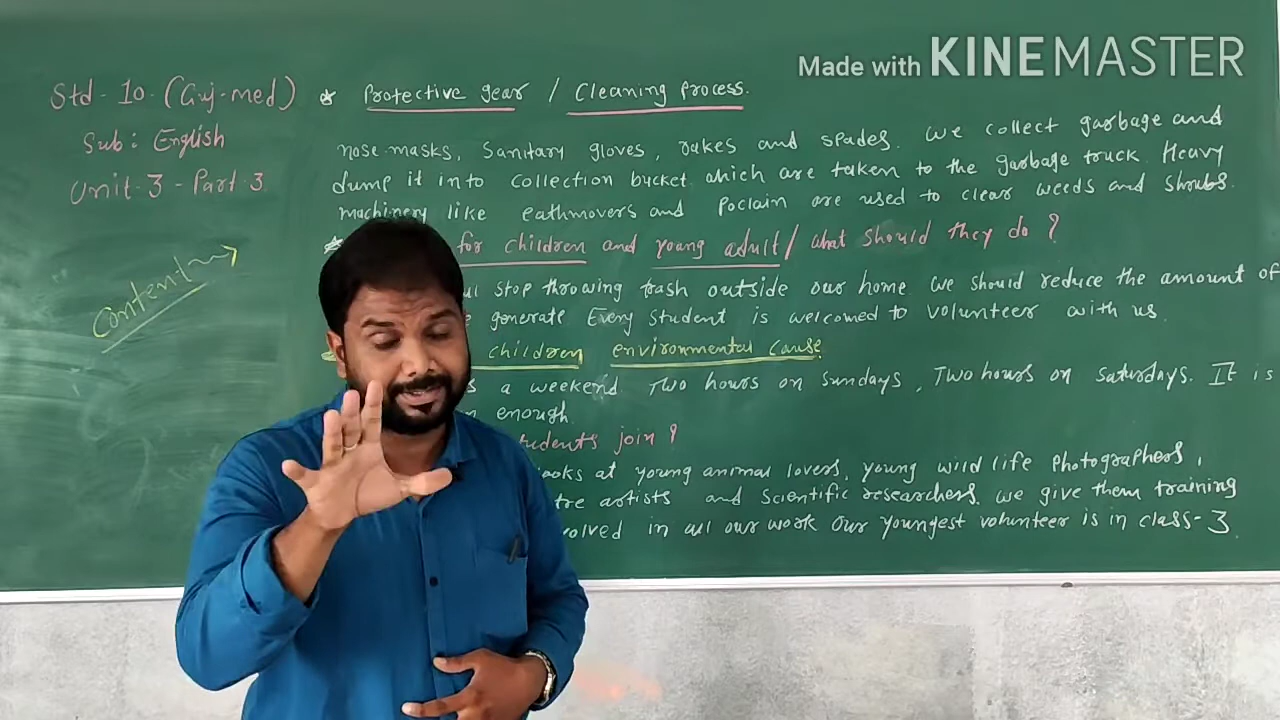 Made with KINEMASTER
Std - 10 - (Guj-med)
Sub : English
Unit-3 - Part-3
Content
* Protective gear / Cleaning process.
nose-masks, sanitary gloves, rakes and spades. We collect garbage and
dump it into collection bucket which are taken to the garbage truck. Heavy
machinery like eathmovers and Poclain are used to clear weeds and shrubs.
* for children and young adult / What should they do ?
stop throwing trash outside our home we should reduce the amount of
generate Every student is welcomed to volunteer with us.
children environmental cause
a weekend. Two hours on Sundays, Two hours on Saturdays. It is
enough.
students join ?
looks at young animal lovers, young wild life photographers,
artists and scientific researchers. we give them training
in all our work our youngest volunteer is in class-3.